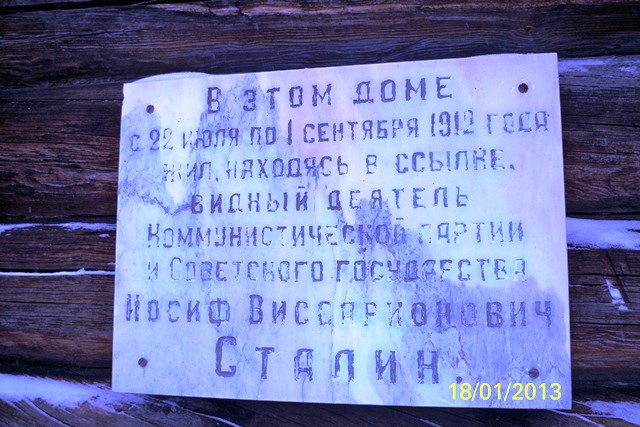 В этом доме
с 22 июля по 1 сентября 1912 года
жил, находясь в ссылке,
видный деятель
Коммунистической партии
и Советского государства
Иосиф Виссарионович
Сталин.
18/01/2013